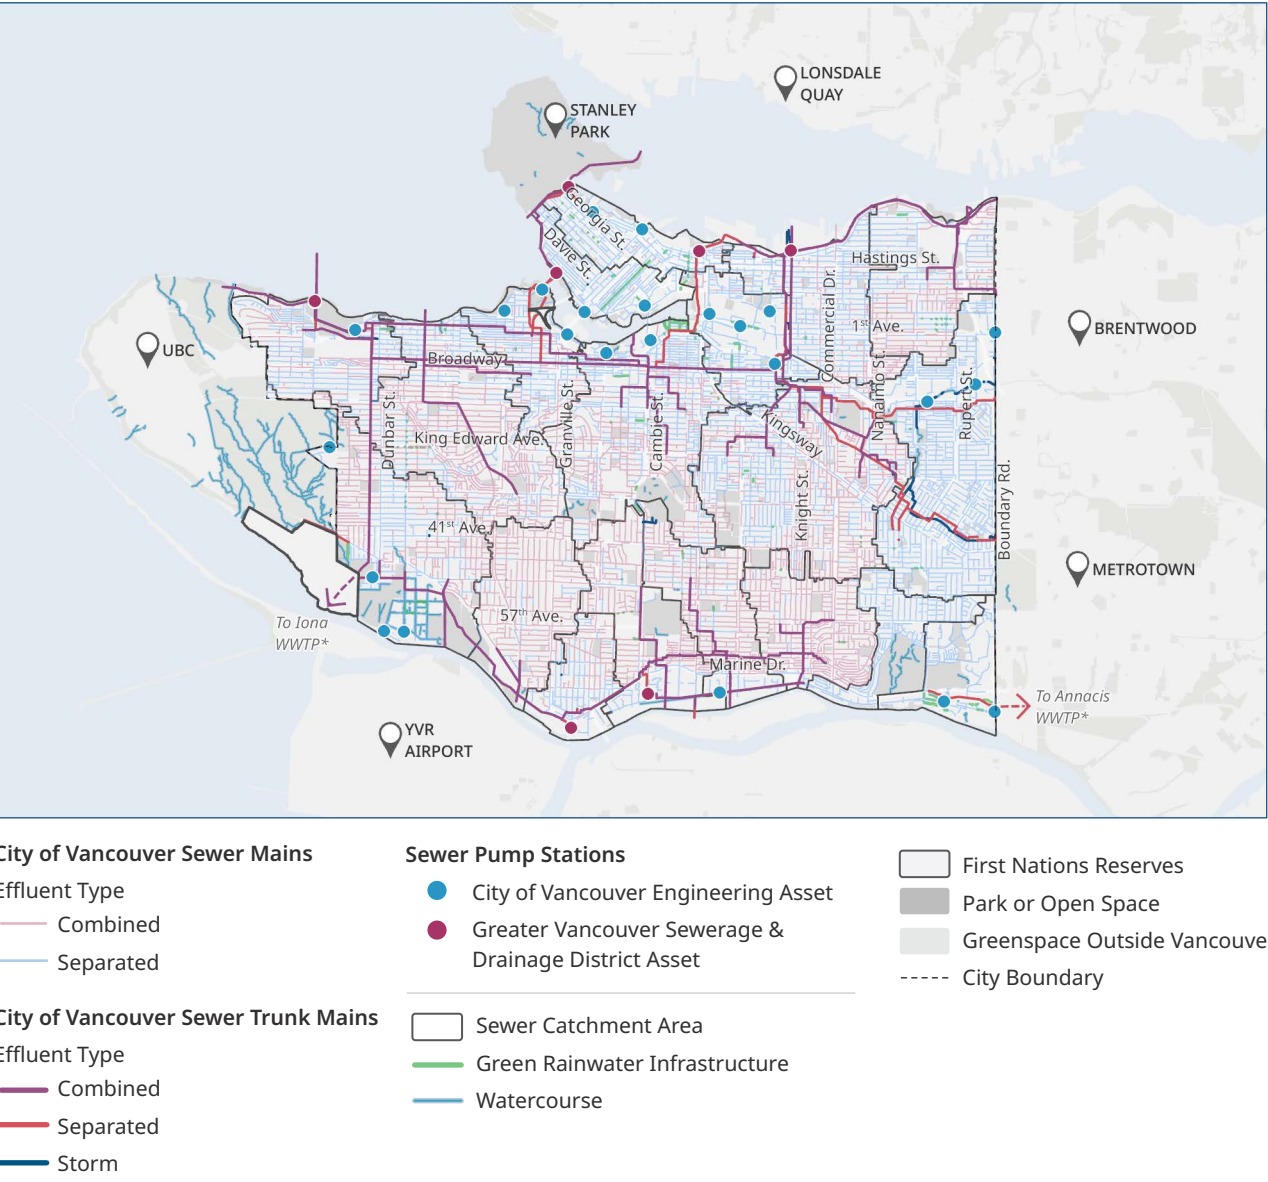 LONSDALE
QUAY
STANLEY
PARK
Georgia St.
Davie St.
Hastings St.
Commercial Dr.
1st Ave.
BRENTWOOD
UBC
Broadway
Nanaimo St.
Rupert St.
Dunbar St.
Granville St.
Cambie St.
King Edward Ave.
Kingsway
Knight St.
Boundary Rd.
41st Ave.
METROTOWN
57th Ave.
To Iona
WWTP*
Marine Dr.
To Annacis
WWTP*
YVR
AIRPORT
City of Vancouver Sewer Mains
Effluent Type
Combined
Separated
City of Vancouver Sewer Trunk Mains
Effluent Type
Combined
Separated
Storm
Sewer Pump Stations
City of Vancouver Engineering Asset
Greater Vancouver Sewerage &
Drainage District Asset
Sewer Catchment Area
Green Rainwater Infrastructure
Watercourse
First Nations Reserves
Park or Open Space
Greenspace Outside Vancouve
City Boundary